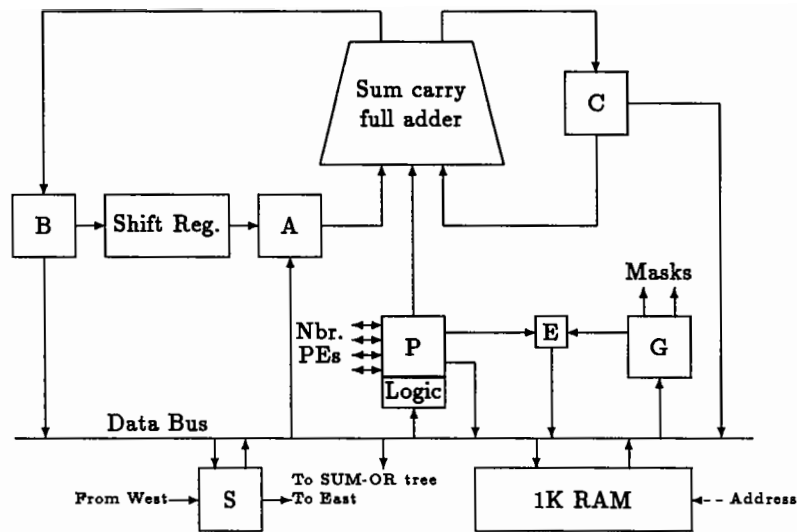 Sum carry
full adder
C
B
Shift Reg.
A
Masks
Nbr.
PEs
P
E
G
Logic
Data Bus
From West
S
To SUM-OR tree
To East
1K RAM
Address